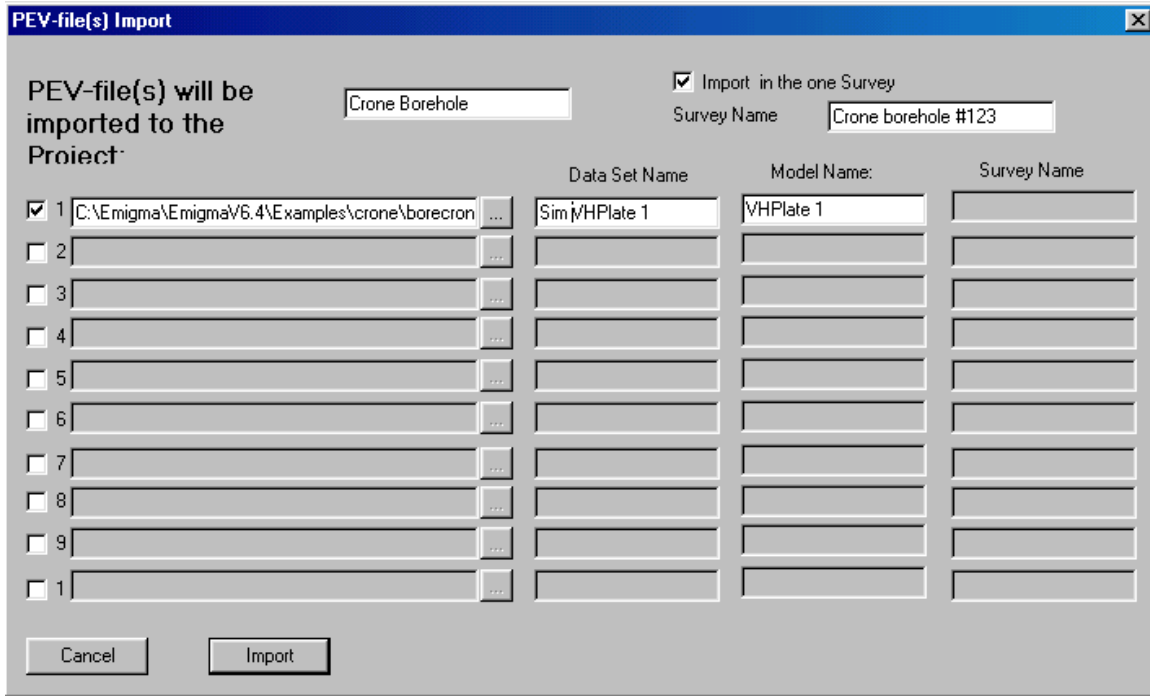 PEV-file(s) Import
PEV-file(s) will be
imported to the
Project:
Crone Borehole
Import in the one Survey
Survey Name
Crone borehole #123
Data Set Name
Model Name:
Survey Name
1 C:\Emigma\EmigmaV6.4\Examples\crone\borecron ... Sim VHPlate 1 VHPlate 1
2 ...
3 ...
4 ...
5 ...
6 ...
7 ...
8 ...
9 ...
1 ...
Cancel
Import